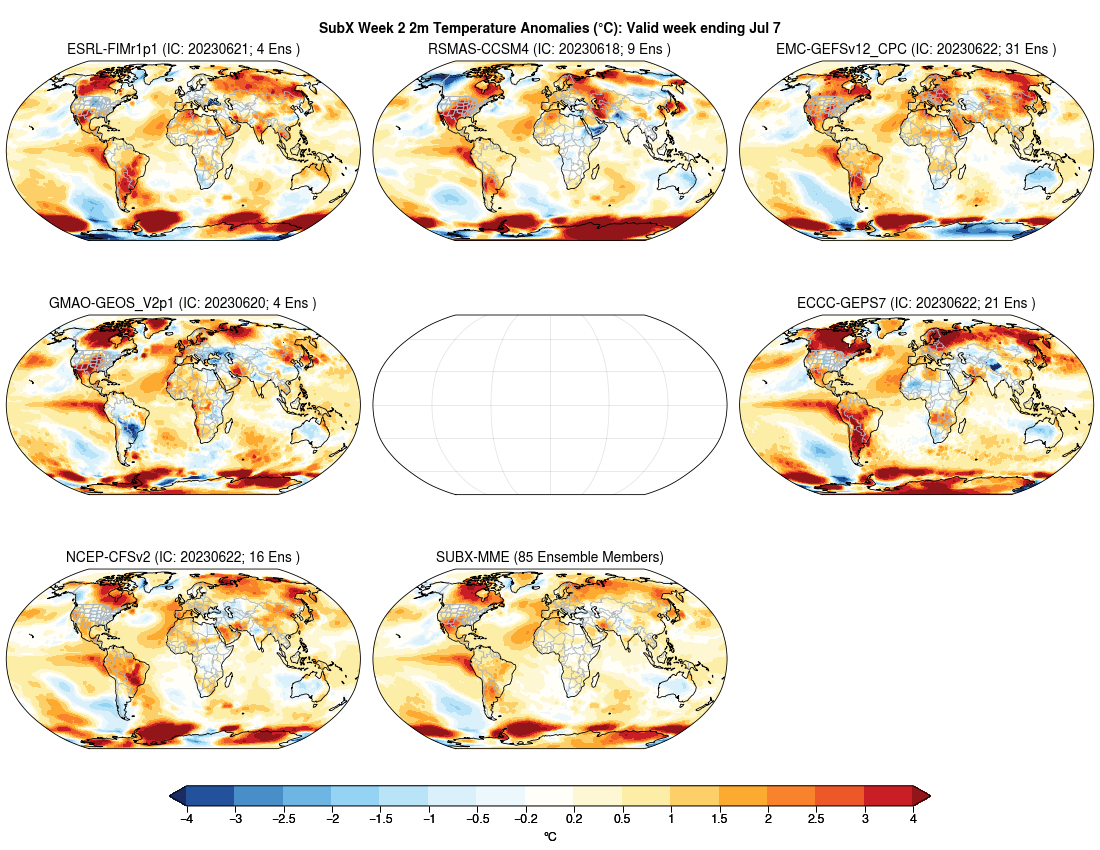 SubX Week 2 2m Temperature Anomalies (°C): Valid week ending Jul 7
ESRL-FIMr1p1 (IC: 20230621; 4 Ens )
RSMAS-CCSM4 (IC: 20230618; 9 Ens )
EMC-GEFSv12_CPC (IC: 20230622; 31 Ens )
GMAO-GEOS_V2p1 (IC: 20230620; 4 Ens )
ECCC-GEPS7 (IC: 20230622; 21 Ens )
NCEP-CFSv2 (IC: 20230622; 16 Ens )
SUBX-MME (85 Ensemble Members)
−4 −3 −2.5 −2 −1.5 −1 −0.5 −0.2 0.2 0.5 1 1.5 2 2.5 3 4
°C